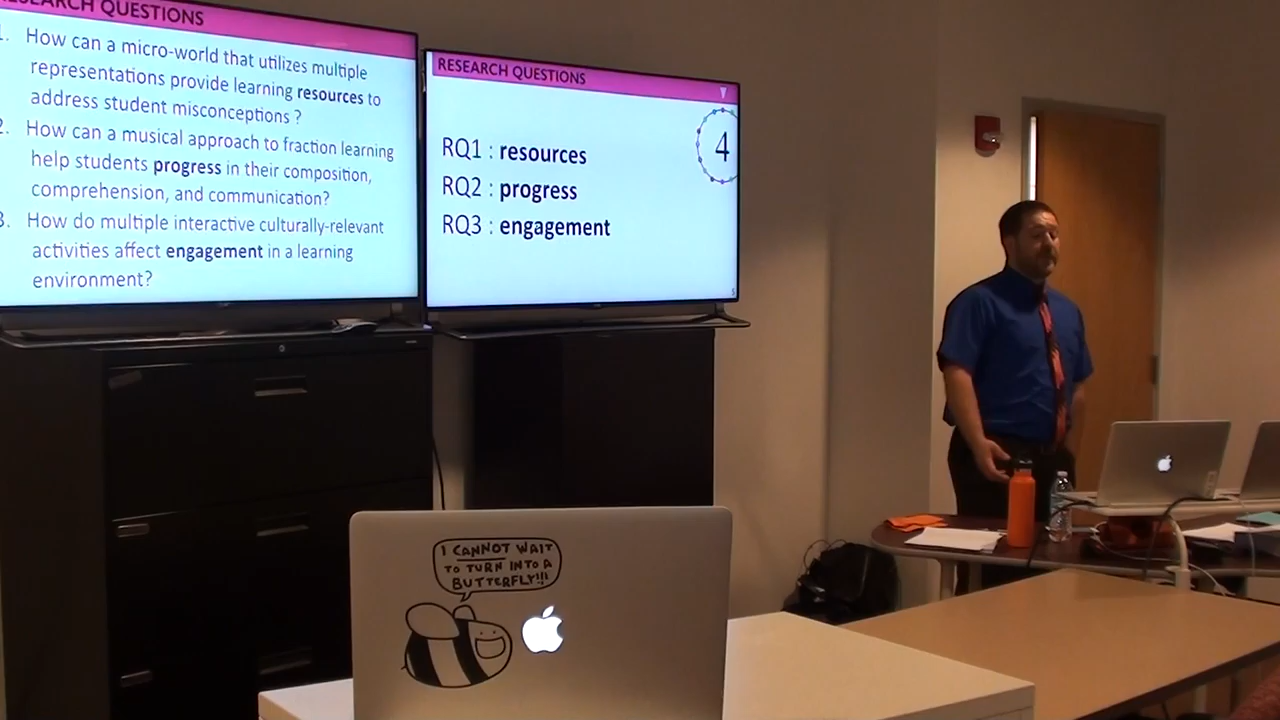 RESEARCH QUESTIONS
1. How can a micro-world that utilizes multiple
representations provide learning resources to
address student misconceptions ?
2. How can a musical approach to fraction learning
help students progress in their composition,
comprehension, and communication?
3. How do multiple interactive culturally-relevant
activities affect engagement in a learning
environment?
RESEARCH QUESTIONS
4
RQ1 : resources
RQ2 : progress
RQ3 : engagement
5
I CANNOT WAIT
TO TURN INTO A
BUTTERFLY!!!